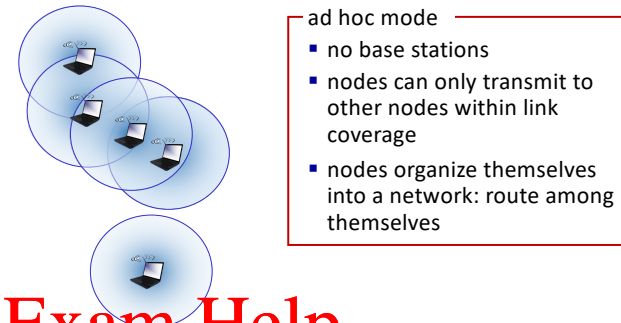 ad hoc mode
▪ no base stations
▪ nodes can only transmit to
other nodes within link
coverage
▪ nodes organize themselves
into a network: route among
themselves
Exam Help